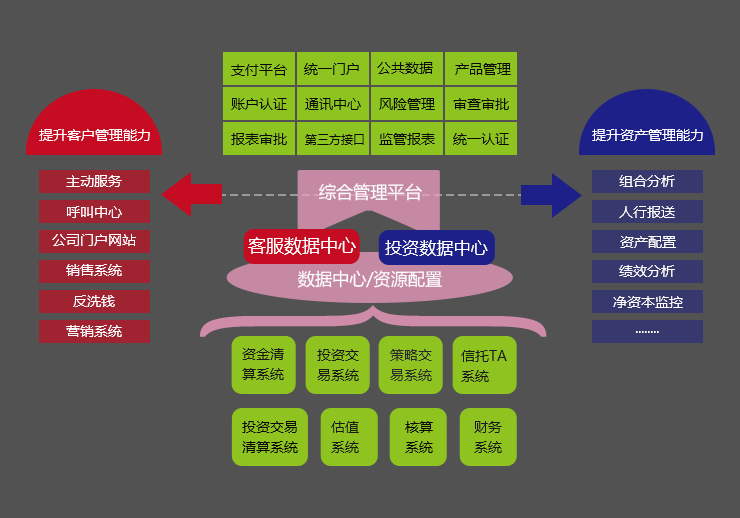 支付平台 统一门户 公共数据 产品管理
账户认证 通讯中心 风险管理 审查审批
报表审批 第三方接口 监管报表 统一认证
提升客户管理能力
主动服务
呼叫中心
公司门户网站
销售系统
反洗钱
营销系统
综合管理平台
客服数据中心
投资数据中心
数据中心/资源配置
提升资产管理能力
组合分析
人行报送
资产配置
绩效分析
净资本监控
........
资金清
算系统
投资交
易系统
策略交
易系统
信托TA
系统
投资交易
清算系统
估值
系统
核算
系统
财务
系统